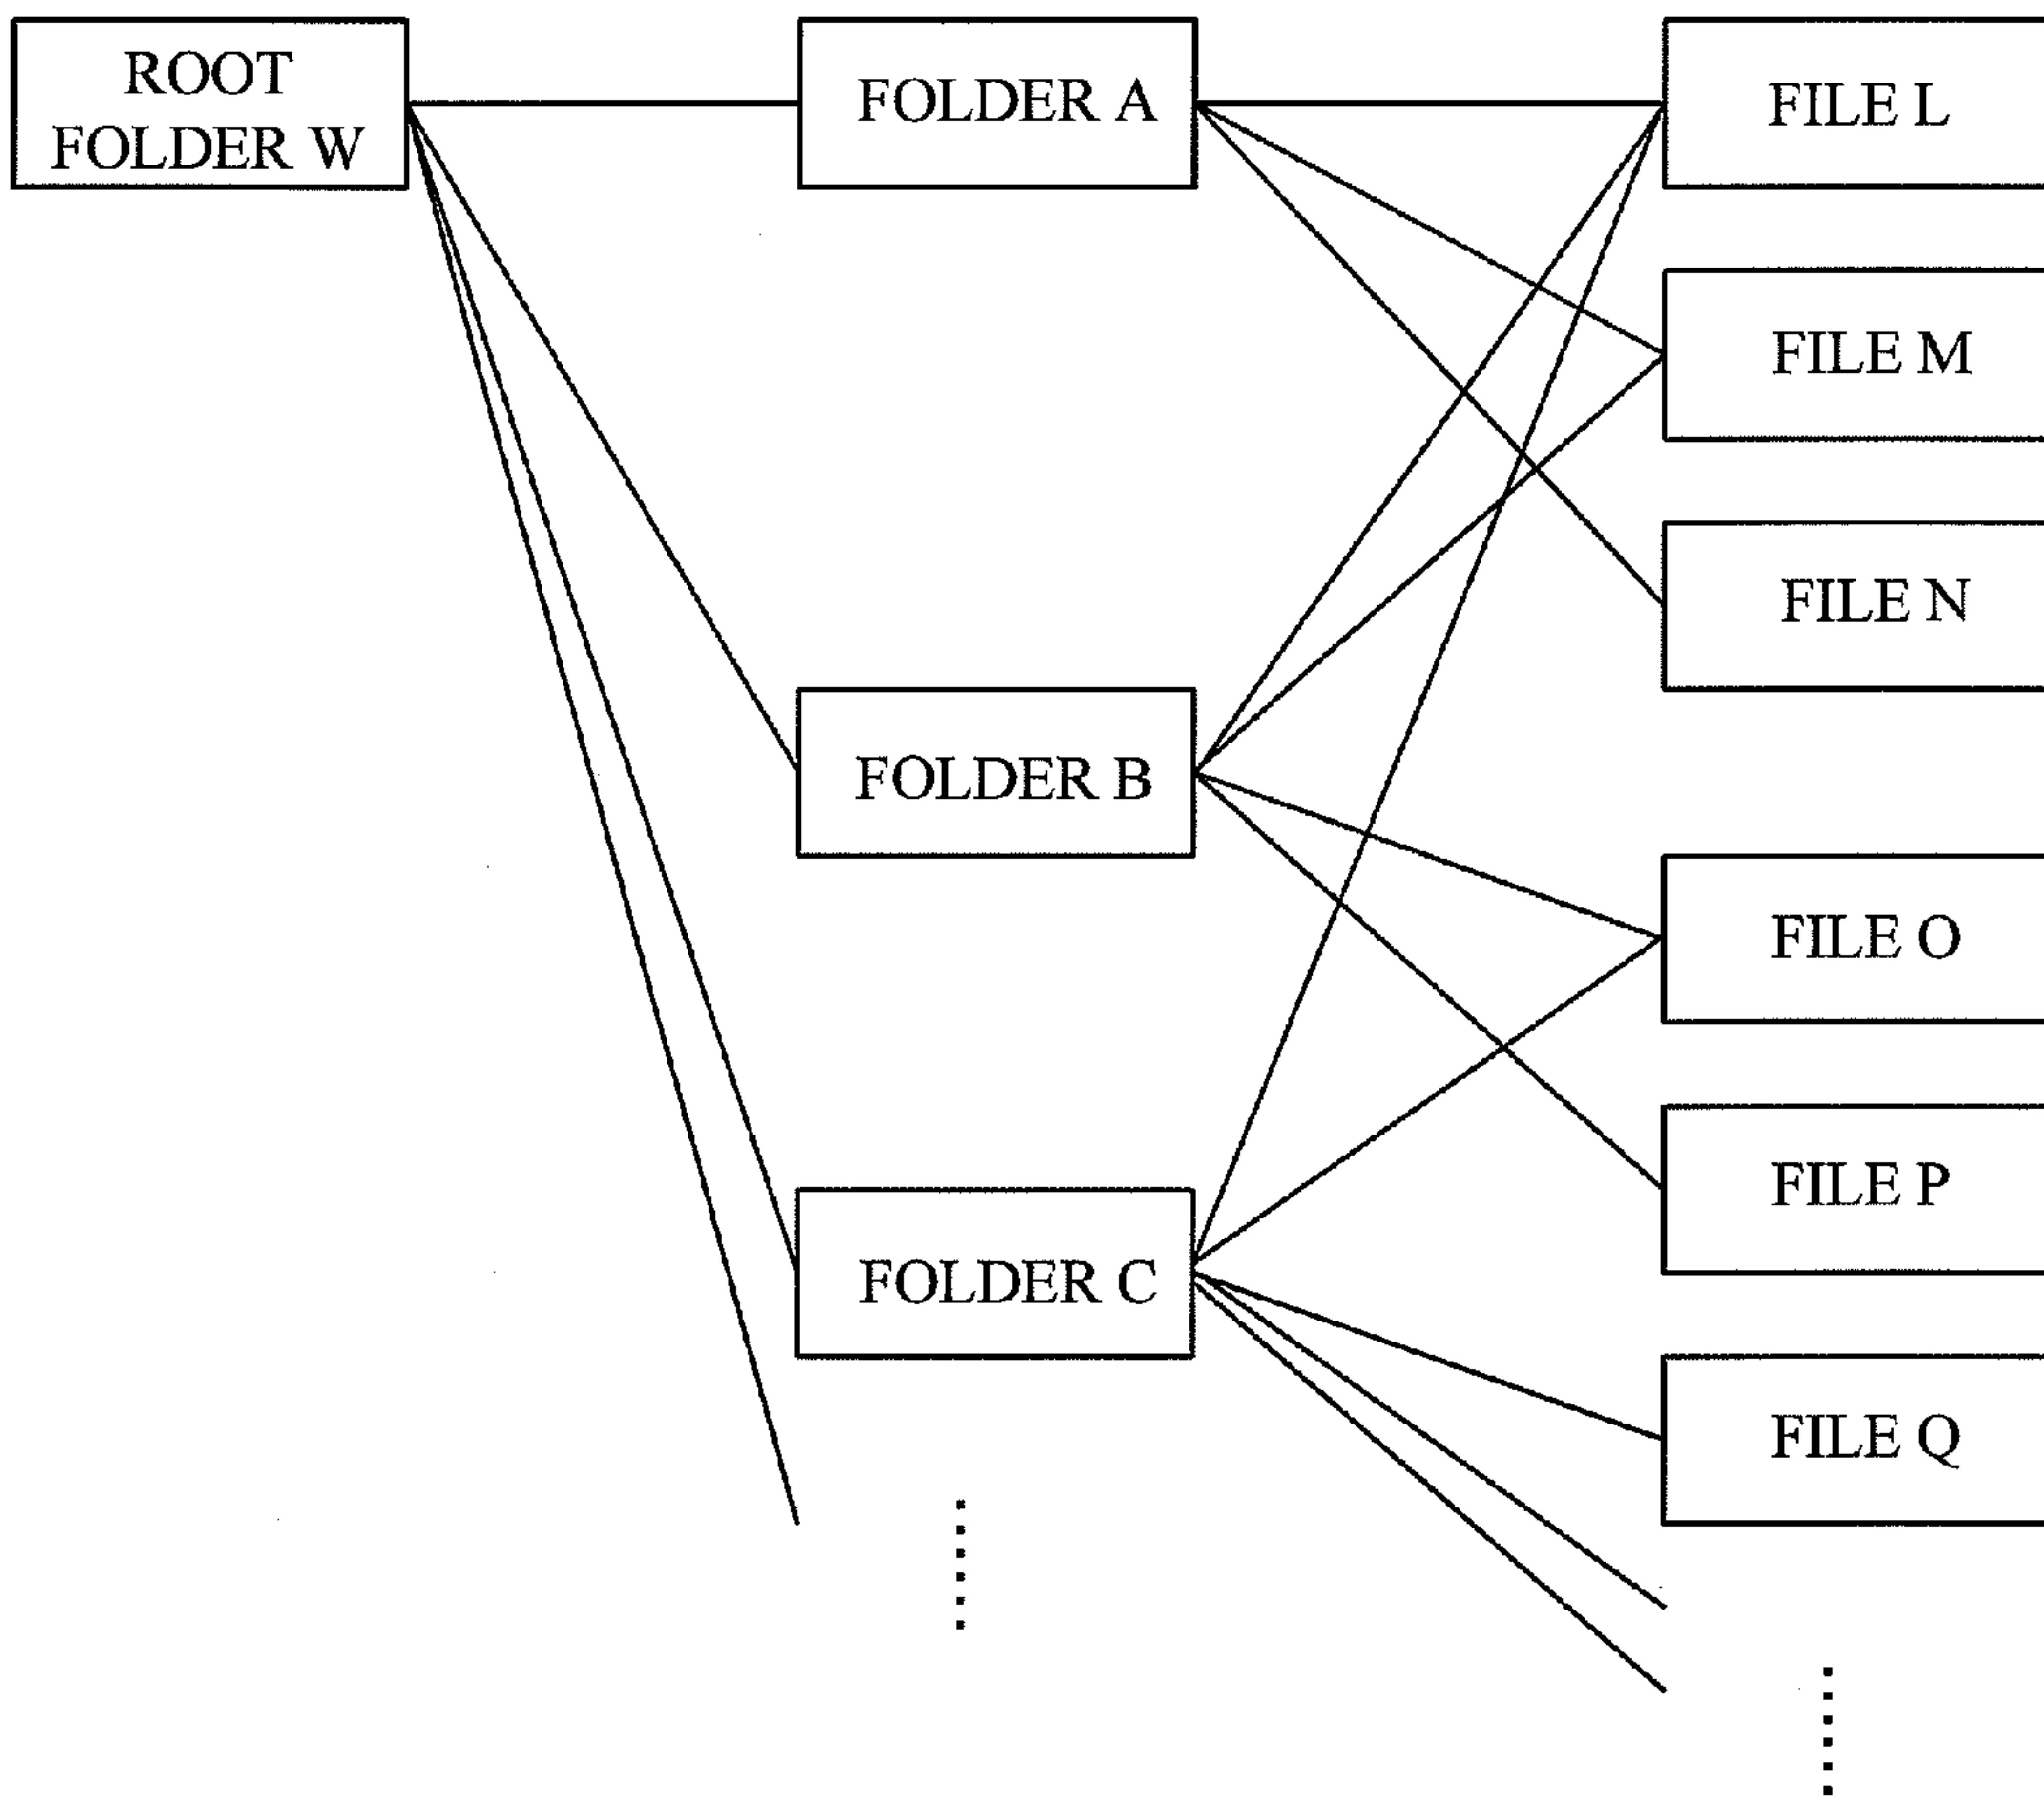 ROOT
FOLDER W
FOLDER A
FILE L
FILE M
FILE N
FOLDER B
FILE O
FILE P
FOLDER C
FILE Q